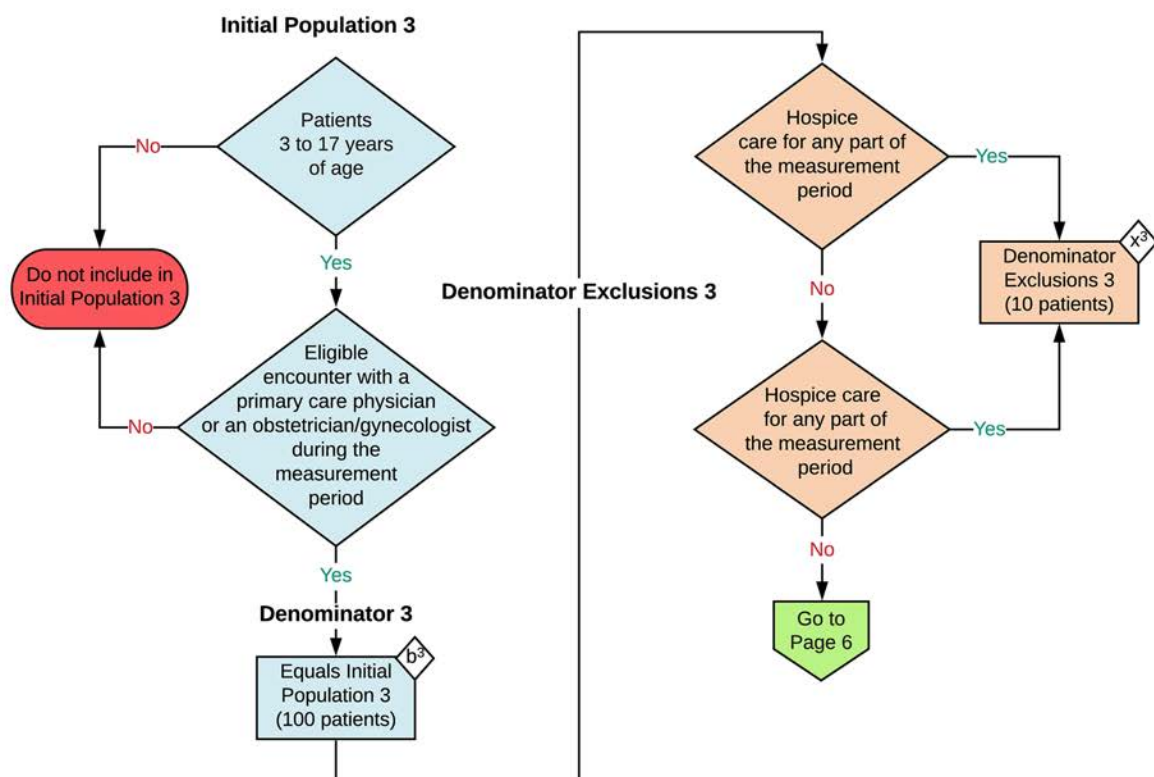 Initial Population 3
Patients
3 to 17 years
of age
No
Yes
Do not include in
Initial Population 3
Eligible
encounter with a
primary care physician
or an obstetrician/gynecologist
during the
measurement
period
No
Yes
Denominator 3
b³
Equals Initial
Population 3
(100 patients)
Denominator Exclusions 3
Hospice
care for any part of
the measurement
period
Yes
No
x³
Denominator
Exclusions 3
(10 patients)
Hospice care
for any part of
the measurement
period
Yes
No
Go to
Page 6